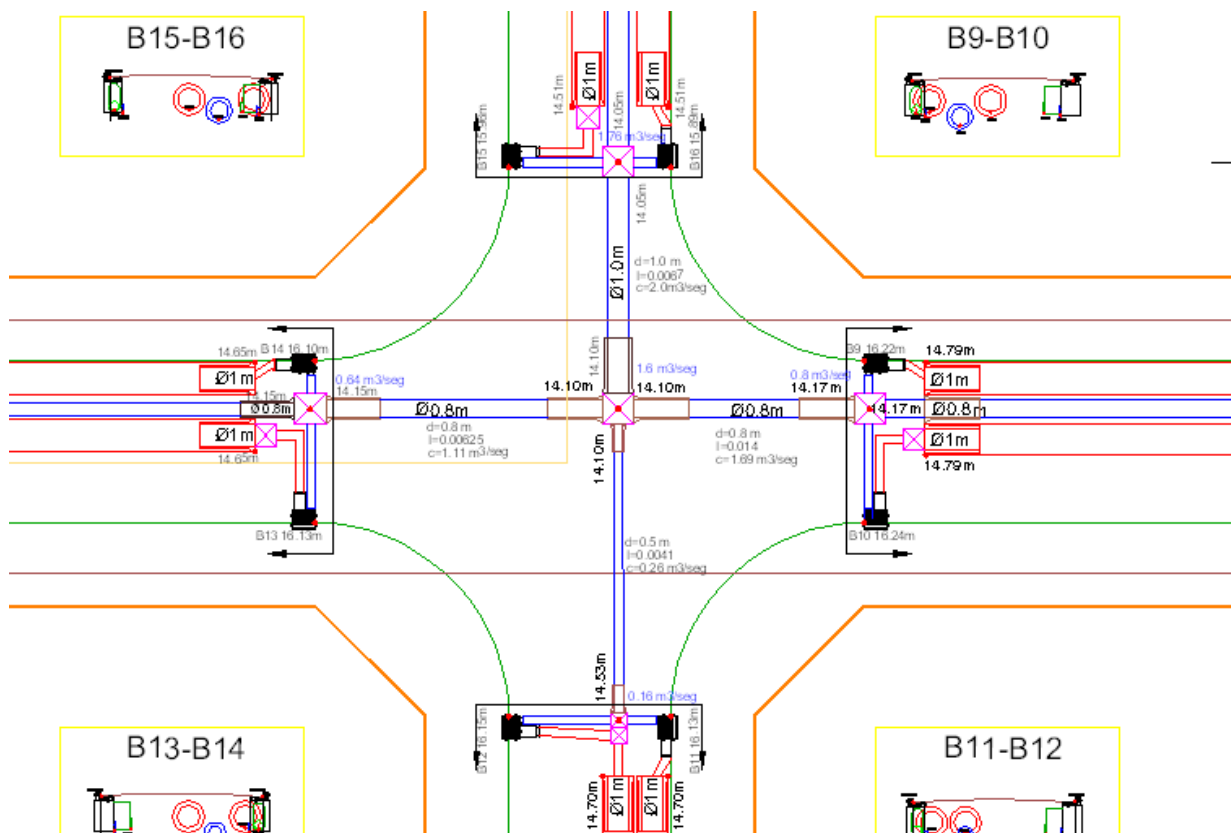 B15-B16
B9-B10
Ø1m
Ø1m
14.51m
14.05m
14.51m
B15 15.96m
1.76 m3/seg
B16 15.89m
14.05m
Ø1.0m
d=1.0 m
I=0.0067
c=2.0m3/seg
14.65m
B14 16.10m
14.10m
B9 16.22m
14.79m
Ø1m
0.64 m3/seg
1.6 m3/seg
0.8 m3/seg
Ø1m
14.15m
14.15m
14.10m
14.10m
14.17m
Ø0.8m
Ø0.8m
Ø0.8m
14.17m
Ø0.8m
Ø1m
d=0.8 m
I=0.00625
c=1.11 m3/seg
d=0.8 m
I=0.014
c=1.69 m3/seg
Ø1m
14.65m
14.10m
14.79m
B13 16.13m
B10 16.24m
d=0.5 m
I=0.0041
c=0.26 m3/seg
14.53m
0.16 m3/seg
B12 16.15m
B11 16.13m
B13-B14
B11-B12
14.70m
Ø1m
Ø1m
14.70m